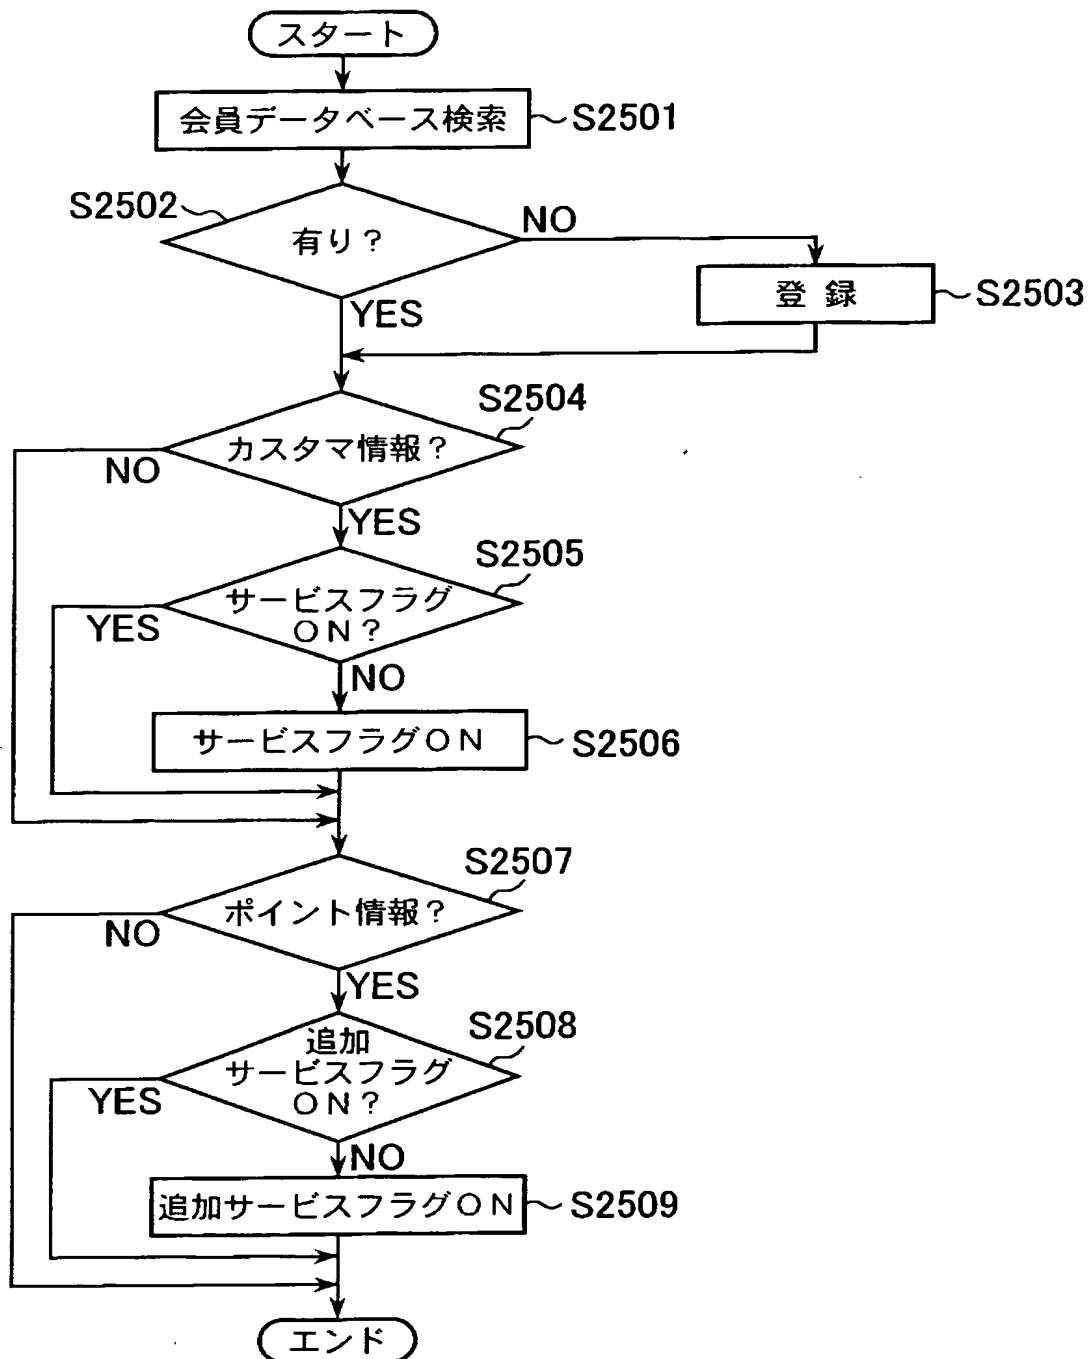 スタート
会員データベース検索
S2501
S2502
有り？
NO
YES
登 録
S2503
S2504
カスタマ情報？
NO
YES
S2505
サービスフラグ
ＯＮ？
YES
NO
サービスフラグＯＮ
S2506
S2507
ポイント情報？
NO
YES
S2508
追加
サービスフラグ
ＯＮ？
YES
NO
追加サービスフラグＯＮ
S2509
エンド